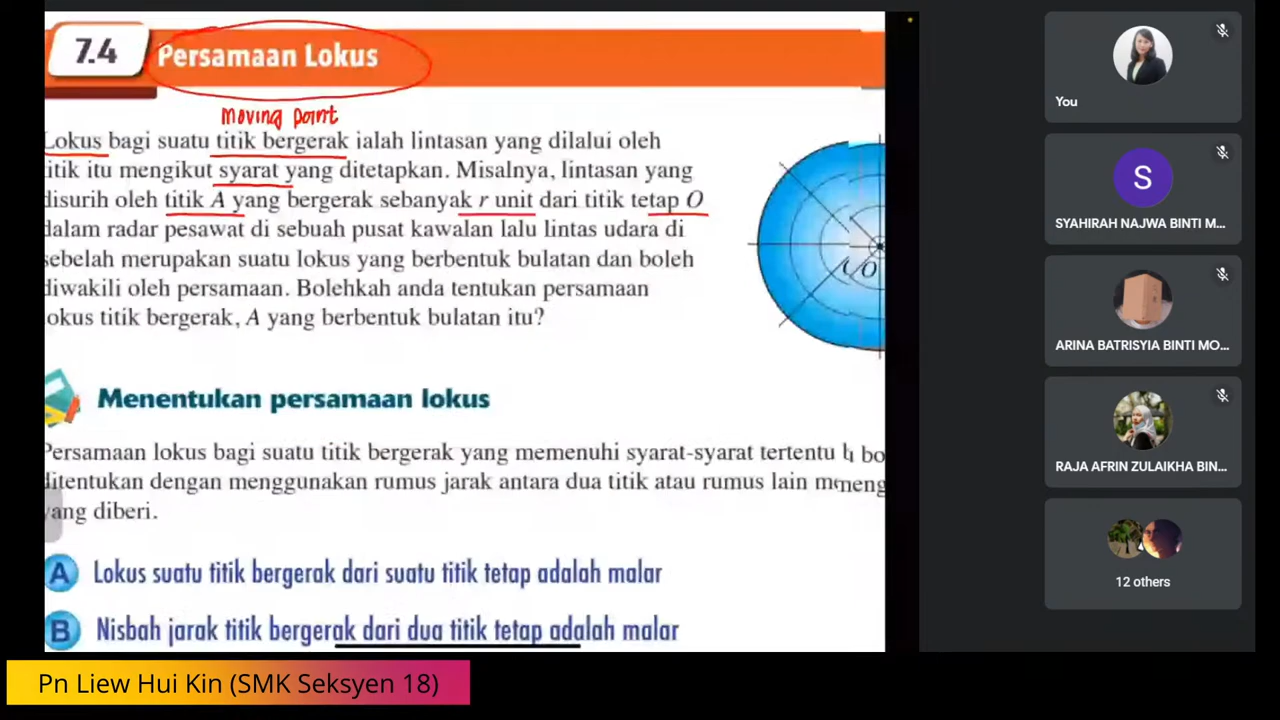 7.4 Persamaan Lokus
Moving point
Lokus bagi suatu titik bergerak ialah lintasan yang dilalui oleh
titik itu mengikut syarat yang ditetapkan. Misalnya, lintasan yang
disurih oleh titik A yang bergerak sebanyak r unit dari titik tetap O
dalam radar pesawat di sebuah pusat kawalan lalu lintas udara di
sebelah merupakan suatu lokus yang berbentuk bulatan dan boleh
diwakili oleh persamaan. Bolehkah anda tentukan persamaan
lokus titik bergerak, A yang berbentuk bulatan itu?
O
Menentukan persamaan lokus
Persamaan lokus bagi suatu titik bergerak yang memenuhi syarat-syarat tertentu bo
ditentukan dengan menggunakan rumus jarak antara dua titik atau rumus lain meng
yang diberi.
A Lokus suatu titik bergerak dari suatu titik tetap adalah malar
B Nisbah jarak titik bergerak dari dua titik tetap adalah malar
You
S
SYAHIRAH NAJWA BINTI M...
ARINA BATRISYIA BINTI MO...
RAJA AFRIN ZULAIKHA BIN...
12 others
Pn Liew Hui Kin (SMK Seksyen 18)